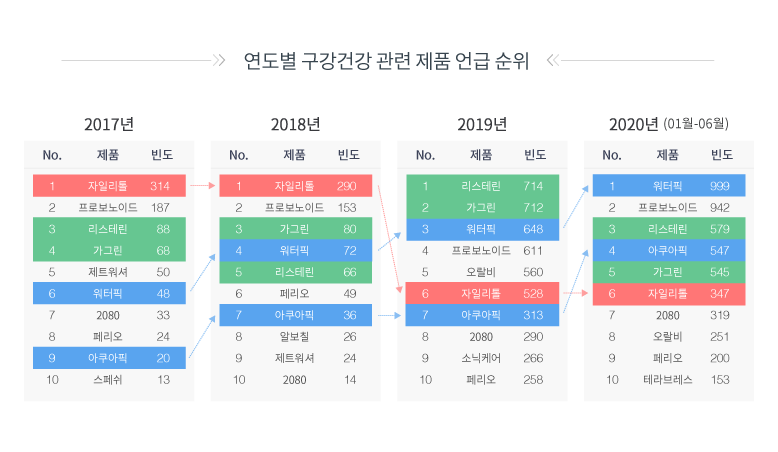 연도별 구강건강 관련 제품 언급 순위
2017년
No. 제품 빈도
1 자일리톨 314
2 프로보노이드 187
3 리스테린 88
4 가그린 68
5 제트워셔 50
6 워터픽 48
7 2080 33
8 페리오 24
9 아쿠아픽 20
10 스페쉬 13
2018년
No. 제품 빈도
1 자일리톨 290
2 프로보노이드 153
3 가그린 80
4 워터픽 72
5 리스테린 66
6 페리오 49
7 아쿠아픽 36
8 알보칠 26
9 제트워셔 24
10 2080 14
2019년
No. 제품 빈도
1 리스테린 714
2 가그린 712
3 워터픽 648
4 프로보노이드 611
5 오랄비 560
6 자일리톨 528
7 아쿠아픽 313
8 2080 290
9 소닉케어 266
10 페리오 258
2020년 (01월-06월)
No. 제품 빈도
1 워터픽 999
2 프로보노이드 942
3 리스테린 579
4 아쿠아픽 547
5 가그린 545
6 자일리톨 347
7 2080 319
8 오랄비 251
9 페리오 200
10 테라브레스 153